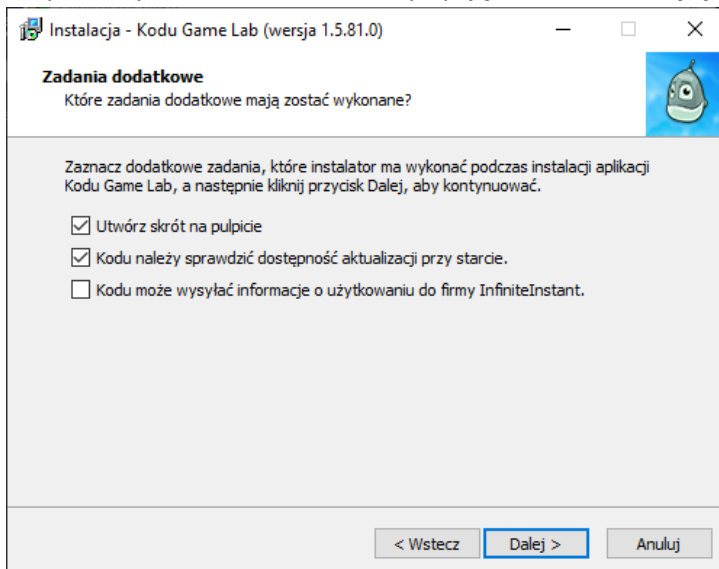 Instalacja - Kodu Game Lab (wersja 1.5.81.0)
Zadania dodatkowe
Które zadania dodatkowe mają zostać wykonane?
Zaznacz dodatkowe zadania, które instalator ma wykonać podczas instalacji aplikacji
Kodu Game Lab, a następnie kliknij przycisk Dalej, aby kontynuować.
Utwórz skrót na pulpicie
Kodu należy sprawdzić dostępność aktualizacji przy starcie.
Kodu może wysyłać informacje o użytkowaniu do firmy InfiniteInstant.
< Wstecz Dalej > Anuluj